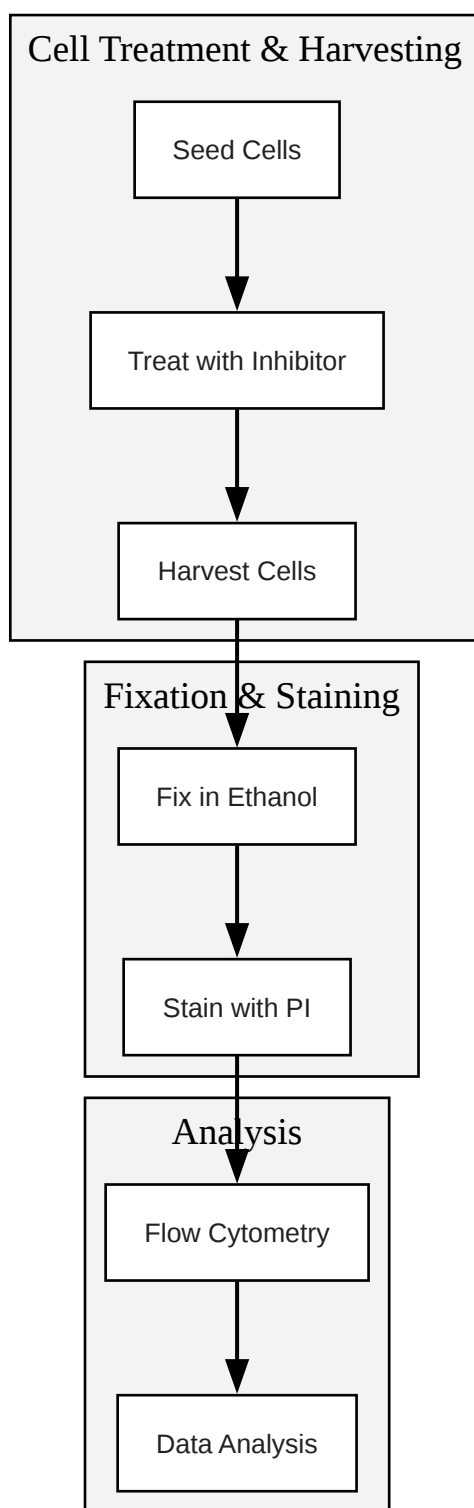 Cell Treatment & Harvesting
Seed Cells
Treat with Inhibitor
Harvest Cells
Fixation & Staining
Fix in Ethanol
Stain with PI
Analysis
Flow Cytometry
Data Analysis